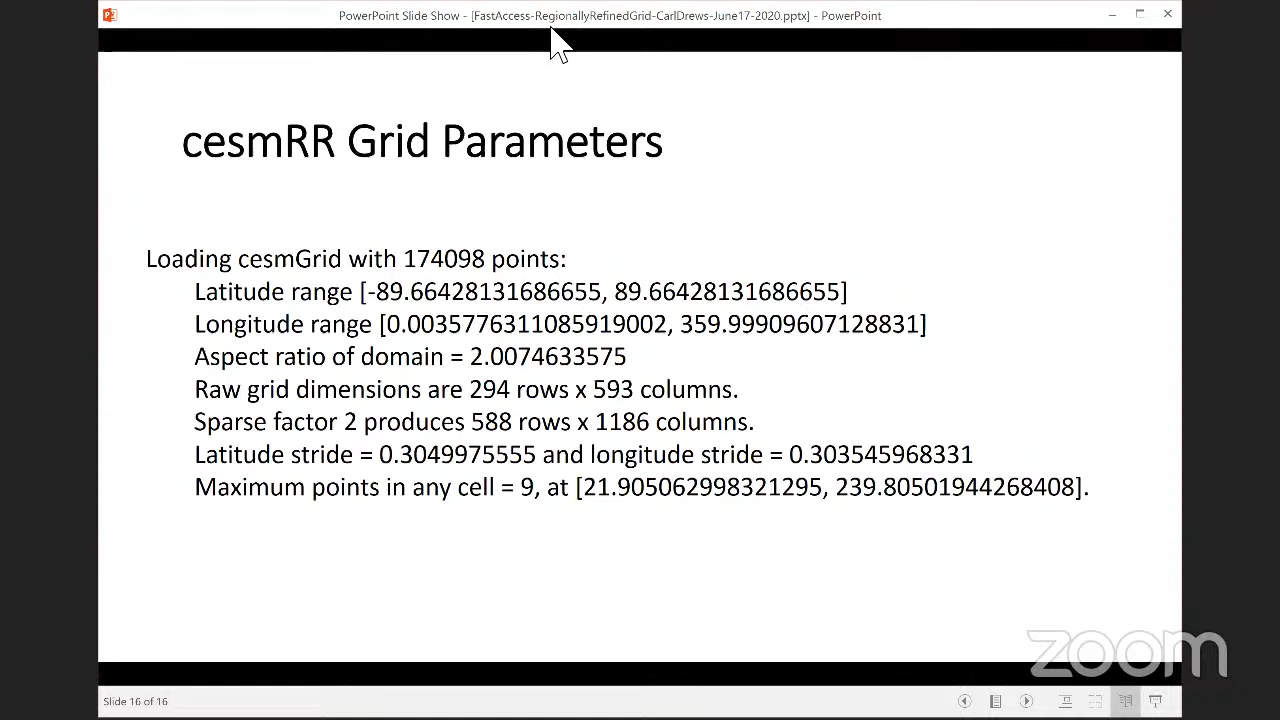 PowerPoint Slide Show - [FastAccess-RegionallyRefinedGrid-CarlDrews-June17-2020.pptx] - PowerPoint
cesmRR Grid Parameters
Loading cesmGrid with 174098 points:
Latitude range [-89.66428131686655, 89.66428131686655]
Longitude range [0.0035776311085919002, 359.99909607128831]
Aspect ratio of domain = 2.0074633575
Raw grid dimensions are 294 rows x 593 columns.
Sparse factor 2 produces 588 rows x 1186 columns.
Latitude stride = 0.3049975555 and longitude stride = 0.303545968331
Maximum points in any cell = 9, at [21.905062998321295, 239.80501944268408].
zoom
Slide 16 of 16